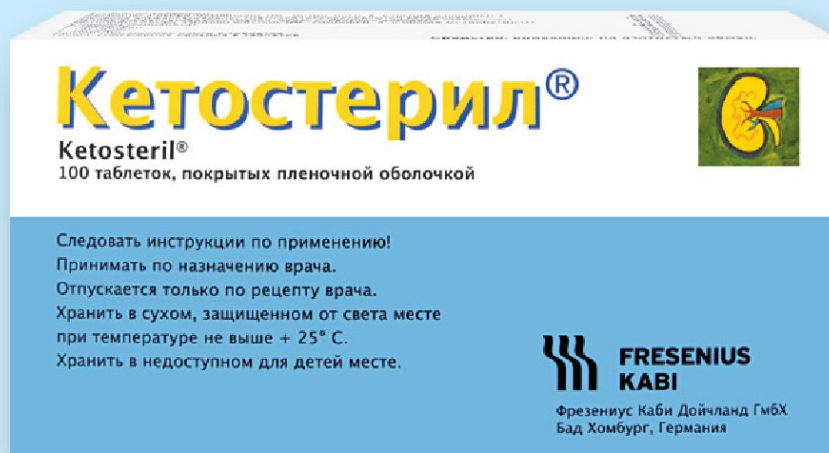 Кетостерил®
Ketosteril®
100 таблеток, покрытых пленочной оболочкой
Следовать инструкции по применению!
Принимать по назначению врача.
Отпускается только по рецепту врача.
Хранить в сухом, защищенном от света месте
при температуре не выше + 25° С.
Хранить в недоступном для детей месте.
FRESENIUS
KABI
Фрезениус Каби Дойчланд ГмбХ
Бад Хомбург, Германия